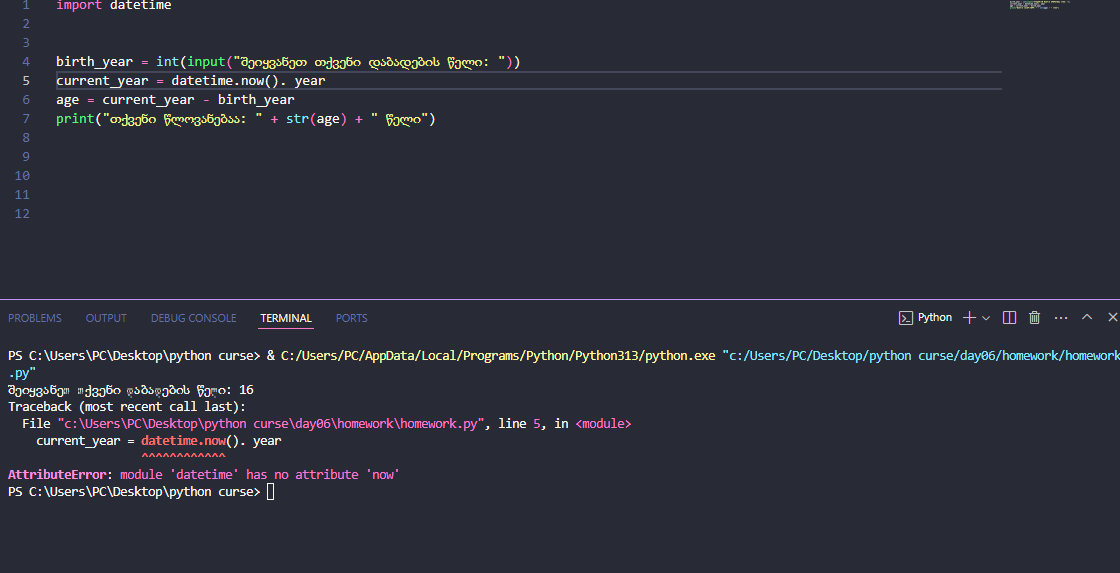 1 import datetime
2
3
4 birth_year = int(input("შეიყვანეთ თქვენი დაბადების წელი: "))
5 current_year = datetime.now(). year
6 age = current_year - birth_year
7 print("თქვენი წლოვანებაა: " + str(age) + " წელი")
8
9
10
11
12
PROBLEMS OUTPUT DEBUG CONSOLE TERMINAL PORTS Python
PS C:\Users\PC\Desktop\python curse> & C:/Users/PC/AppData/Local/Programs/Python/Python313/python.exe "c:/Users/PC/Desktop/python curse/day06/homework/homework
.py"
შეიყვანეთ თქვენი დაბადების წელი: 16
Traceback (most recent call last):
File "c:\Users\PC\Desktop\python curse\day06\homework\homework.py", line 5, in <module>
current_year = datetime.now(). year
^^^^^^^^^^^^
AttributeError: module 'datetime' has no attribute 'now'
PS C:\Users\PC\Desktop\python curse>